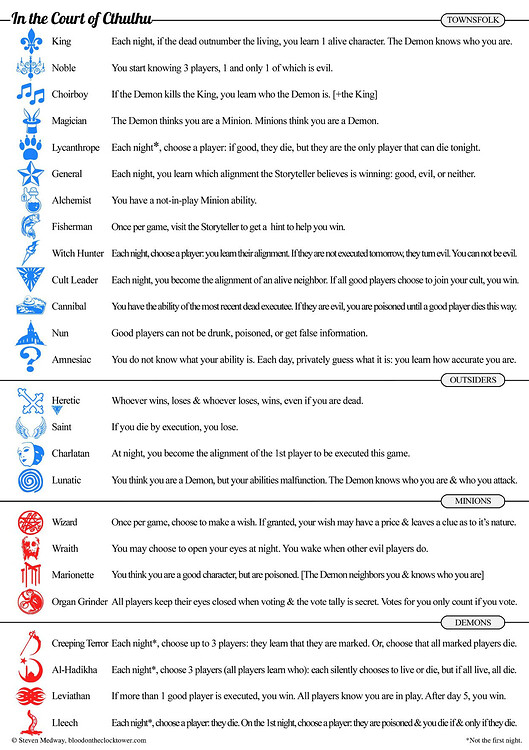 In the Court of Cthulhu
TOWNSFOLK
King Each night, if the dead outnumber the living, you learn 1 alive character. The Demon knows who you are.
Noble You start knowing 3 players, 1 and only 1 of which is evil.
Choirboy If the Demon kills the King, you learn who the Demon is. [+the King]
Magician The Demon thinks you are a Minion. Minions think you are a Demon.
Lycanthrope Each night*, choose a player: if good, they die, but they are the only player that can die tonight.
General Each night, you learn which alignment the Storyteller believes is winning: good, evil, or neither.
Alchemist You have a not-in-play Minion ability.
Fisherman Once per game, visit the Storyteller to get a hint to help you win.
Witch Hunter Each night, choose a player: you learn their alignment. If they are not executed tomorrow, they turn evil. You can not be evil.
Cult Leader Each night, you become the alignment of an alive neighbor. If all good players choose to join your cult, you win.
Cannibal You have the ability of the most recent dead executee. If they are evil, you are poisoned until a good player dies this way.
Nun Good players can not be drunk, poisoned, or get false information.
Amnesiac You do not know what your ability is. Each day, privately guess what it is: you learn how accurate you are.
OUTSIDERS
Heretic Whoever wins, loses & whoever loses, wins, even if you are dead.
Saint If you die by execution, you lose.
Charlatan At night, you become the alignment of the 1st player to be executed this game.
Lunatic You think you are a Demon, but your abilities malfunction. The Demon knows who you are & who you attack.
MINIONS
Wizard Once per game, choose to make a wish. If granted, your wish may have a price & leaves a clue as to it's nature.
Wraith You may choose to open your eyes at night. You wake when other evil players do.
Marionette You think you are a good character, but are poisoned. [The Demon neighbors you & knows who you are]
Organ Grinder All players keep their eyes closed when voting & the vote tally is secret. Votes for you only count if you vote.
DEMONS
Creeping Terror Each night*, choose up to 3 players: they learn that they are marked. Or, choose that all marked players die.
Al-Hadikha Each night*, choose 3 players (all players learn who): each silently chooses to live or die, but if all live, all die.
Leviathan If more than 1 good player is executed, you win. All players know you are in play. After day 5, you win.
Lleech Each night*, choose a player: they die. On the 1st night, choose a player: they are poisoned & you die if & only if they die.
© Steven Medway, bloodontheclocktower.com *Not the first night.